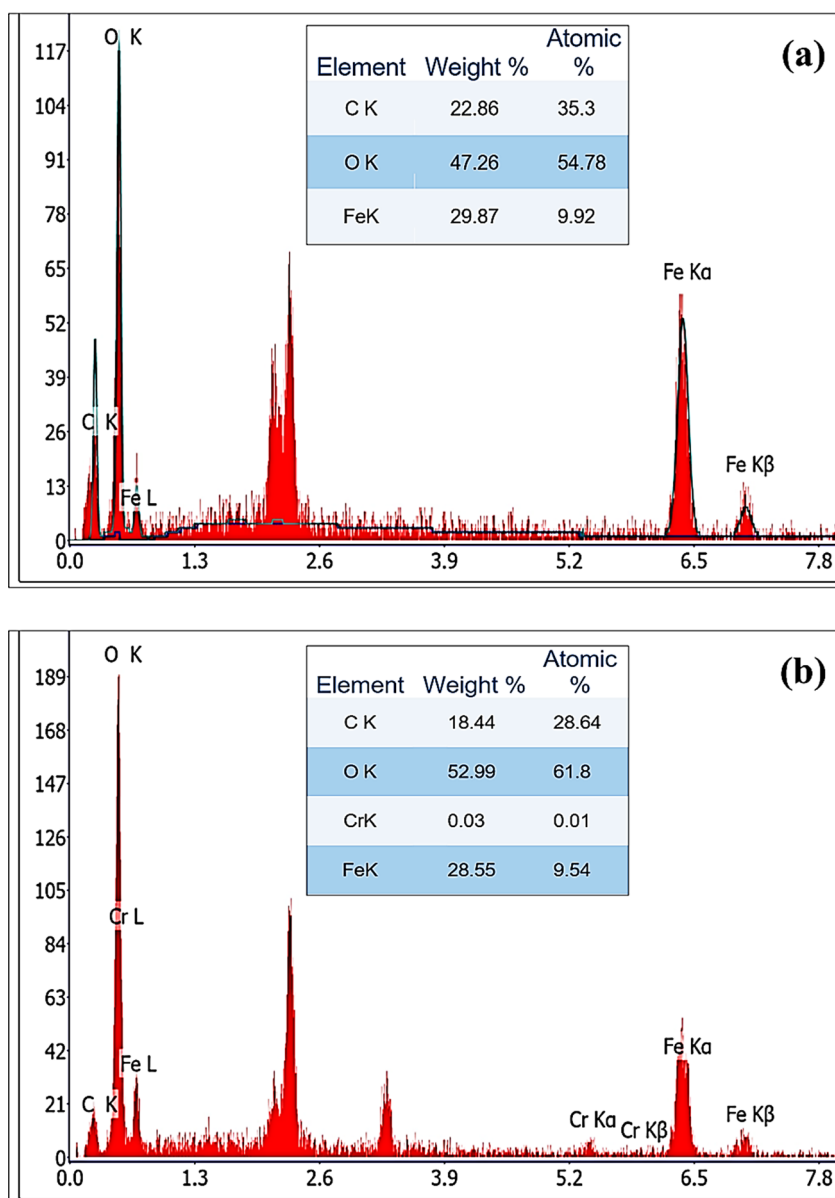 (a)
O K
117
104
91
78
65
52
39
26
13
0
Element Weight % Atomic %
C K 22.86 35.3
O K 47.26 54.78
FeK 29.87 9.92
C K
Fe L
Fe Ka
Fe Kβ
0.0 1.3 2.6 3.9 5.2 6.5 7.8
(b)
O K
189
168
147
126
105
84
63
42
21
0
Element Weight % Atomic %
C K 18.44 28.64
O K 52.99 61.8
CrK 0.03 0.01
FeK 28.55 9.54
Cr L
Fe L
C K
Cr Ka
Cr Kβ
Fe Ka
Fe Kβ
0.0 1.3 2.6 3.9 5.2 6.5 7.8